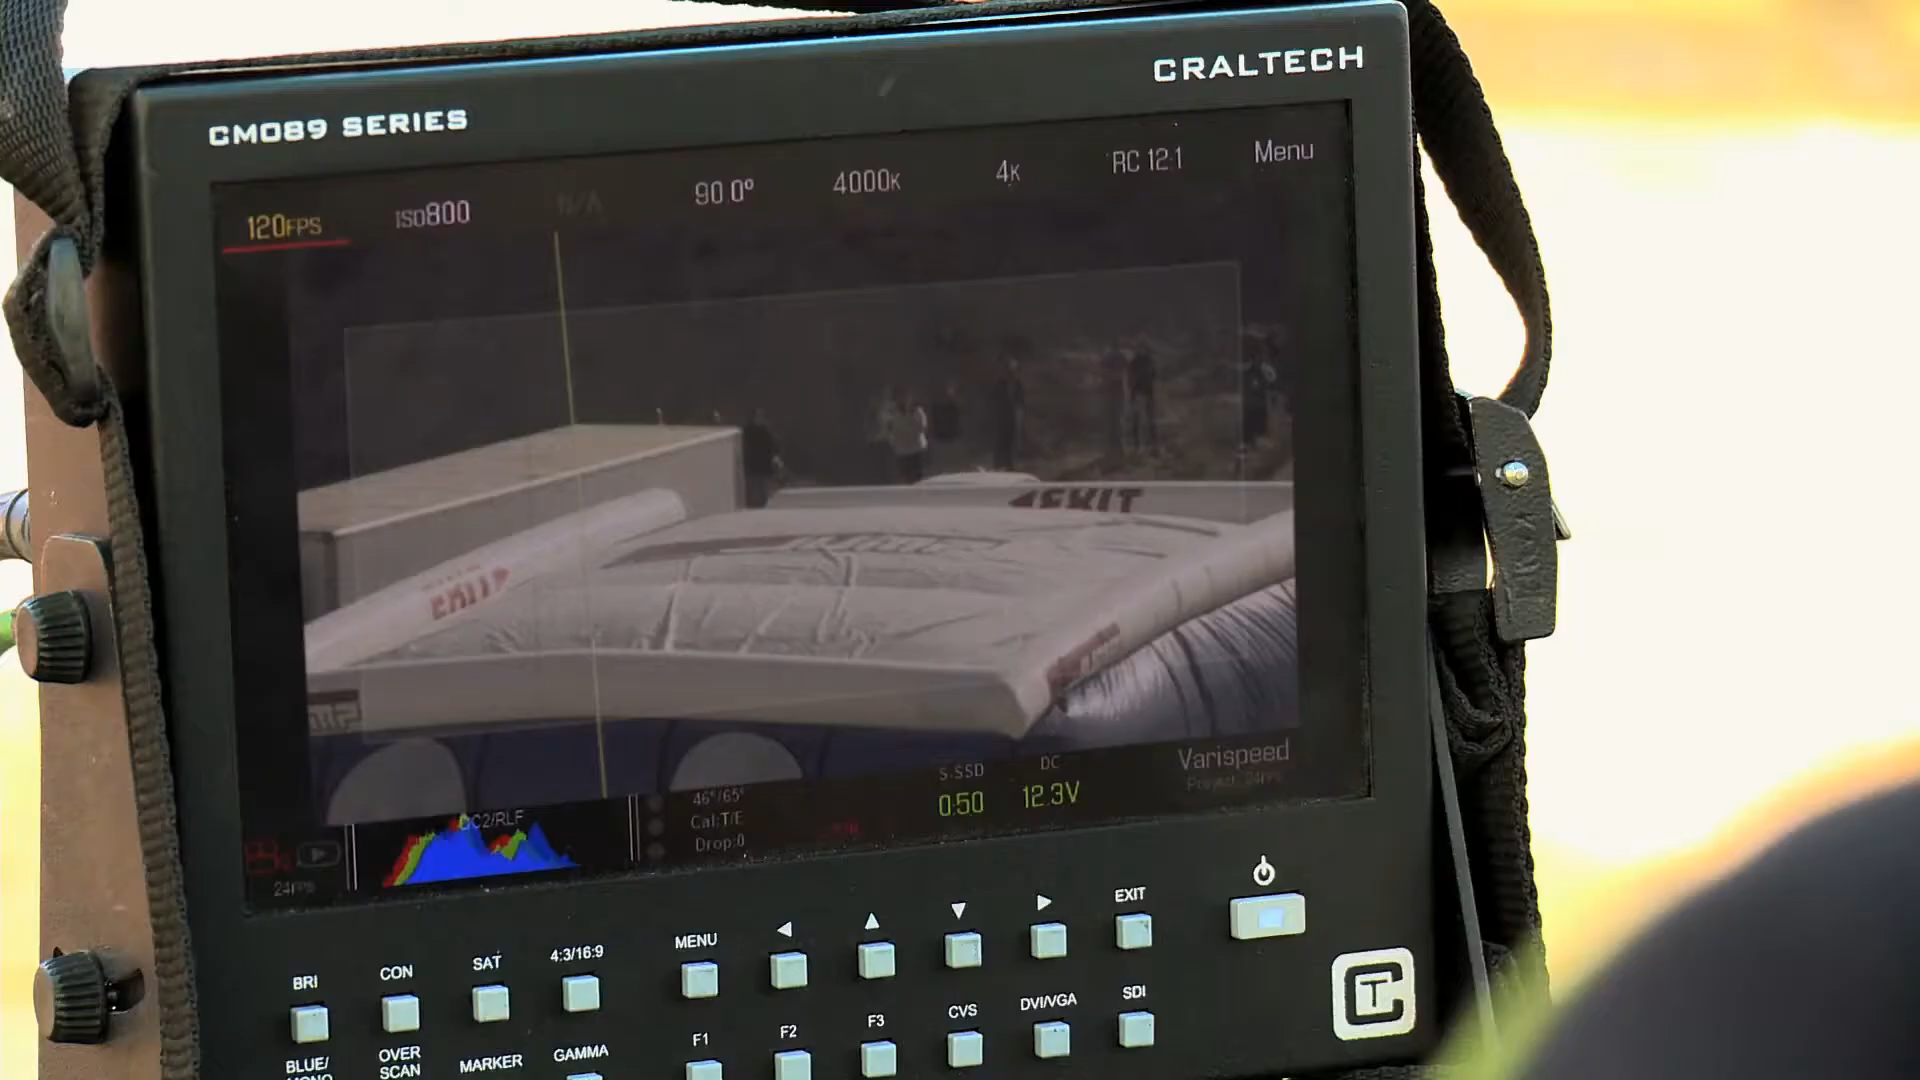 CRALTECH
CM089 SERIES
120FPS ISO800 N/A 90.0° 4000K 4K RC 12:1 Menu
EXIT
EXIT
S-SSD DC Varispeed
0:50 12.3V
46°/65°
Cal:T/E
Drop:0
24FPS
BRI CON SAT 4:3/16:9 MENU ◀ ▲ ▼ ▶ EXIT
BLUE/ OVER SCAN MARKER GAMMA F1 F2 F3 CVS DVI/VGA SDI
CT